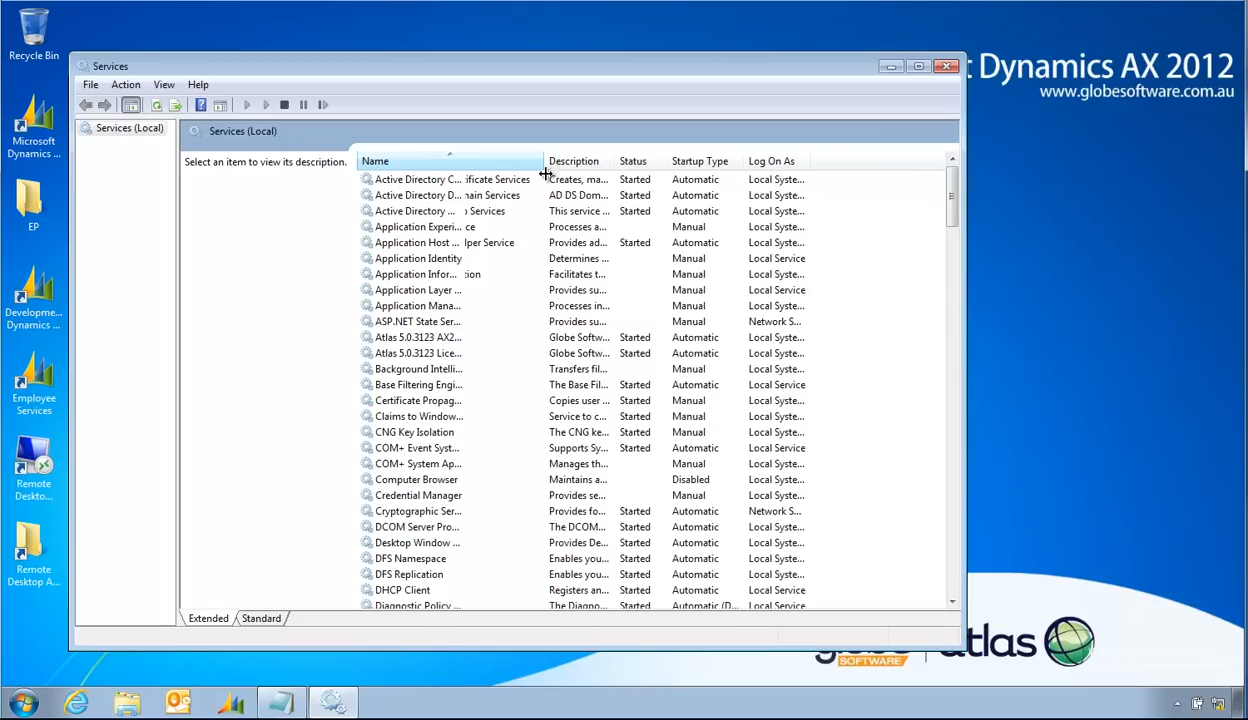 Recycle Bin
Microsoft
Dynamics ...
EP
Developme...
Dynamics ...
Employee
Services
Remote
Deskto...
Remote
Desktop A...
t Dynamics AX 2012
www.globesoftware.com.au
Services
File Action View Help
Services (Local)
Services (Local)
Select an item to view its description.
Name Description Status Startup Type Log On As
Active Directory C... ificate Services Creates, ma... Started Automatic Local Syste...
Active Directory D... nain Services AD DS Dom... Started Automatic Local Syste...
Active Directory ... o Services This service ... Started Automatic Local Syste...
Application Experi... ce Processes a... Manual Local Syste...
Application Host ... lper Service Provides ad... Started Automatic Local Syste...
Application Identity Determines ... Manual Local Service
Application Infor... tion Facilitates t... Manual Local Syste...
Application Layer ... Provides su... Manual Local Service
Application Mana... Processes in... Manual Local Syste...
ASP.NET State Ser... Provides su... Manual Network S...
Atlas 5.0.3123 AX2... Globe Softw... Started Automatic Local Syste...
Atlas 5.0.3123 Lice... Globe Softw... Started Automatic Local Syste...
Background Intelli... Transfers fil... Manual Local Syste...
Base Filtering Engi... The Base Fil... Started Automatic Local Service
Certificate Propag... Copies user ... Started Manual Local Syste...
Claims to Window... Service to c... Started Manual Local Syste...
CNG Key Isolation The CNG ke... Started Manual Local Syste...
COM+ Event Syst... Supports Sy... Started Automatic Local Service
COM+ System Ap... Manages th... Manual Local Syste...
Computer Browser Maintains a... Disabled Local Syste...
Credential Manager Provides se... Manual Local Syste...
Cryptographic Ser... Provides fo... Started Automatic Network S...
DCOM Server Pro... The DCOM... Started Automatic Local Syste...
Desktop Window ... Provides De... Started Automatic Local Syste...
DFS Namespace Enables you... Started Automatic Local Syste...
DFS Replication Enables you... Started Automatic Local Syste...
DHCP Client Registers an... Started Automatic Local Service
Diagnostic Policy ... The Diagno... Started Automatic (D... Local Service
Extended Standard
globe
SOFTWARE
atlas